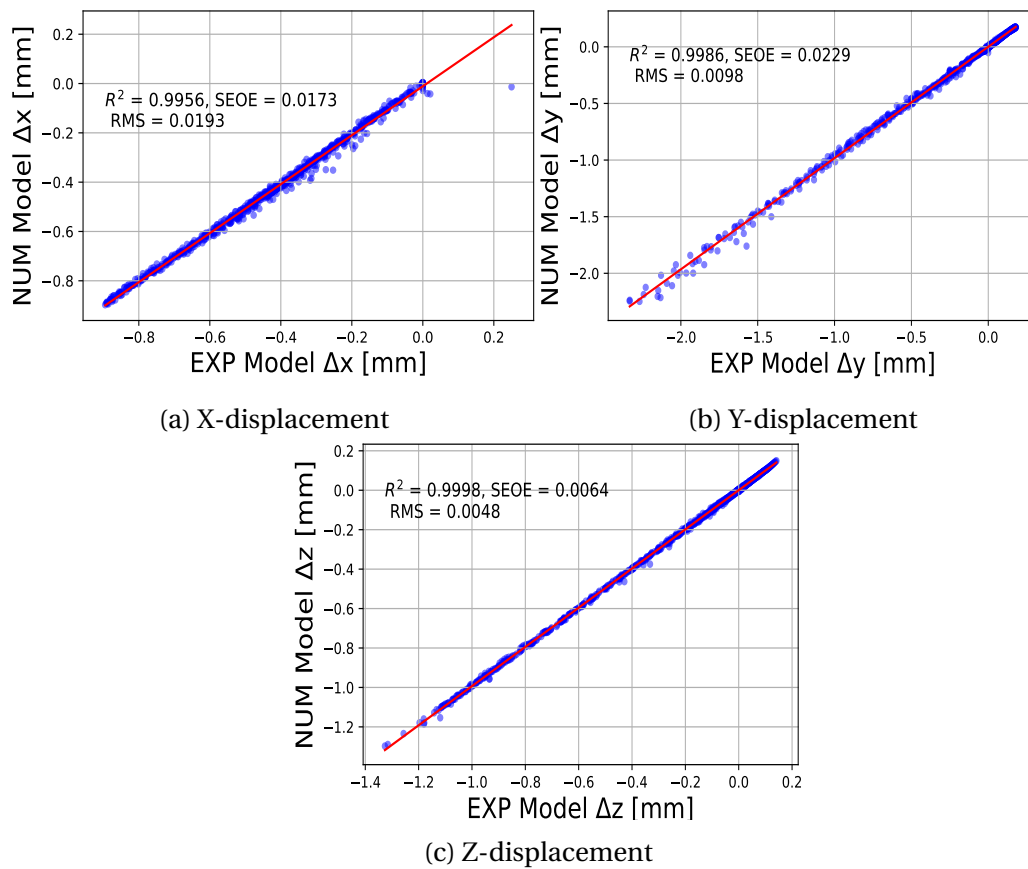 0.2
0.0
−0.2
−0.4
−0.6
−0.8
NUM Model Δx [mm]
R² = 0.9956, SEOE = 0.0173
RMS = 0.0193
−0.8
−0.6
−0.4
−0.2
0.0
0.2
EXP Model Δx [mm]
(a) X-displacement
0.0
−0.5
−1.0
−1.5
−2.0
NUM Model Δy [mm]
R² = 0.9986, SEOE = 0.0229
RMS = 0.0098
−2.0
−1.5
−1.0
−0.5
0.0
EXP Model Δy [mm]
(b) Y-displacement
0.2
0.0
−0.2
−0.4
−0.6
−0.8
−1.0
−1.2
NUM Model Δz [mm]
R² = 0.9998, SEOE = 0.0064
RMS = 0.0048
−1.4
−1.2
−1.0
−0.8
−0.6
−0.4
−0.2
0.0
0.2
EXP Model Δz [mm]
(c) Z-displacement